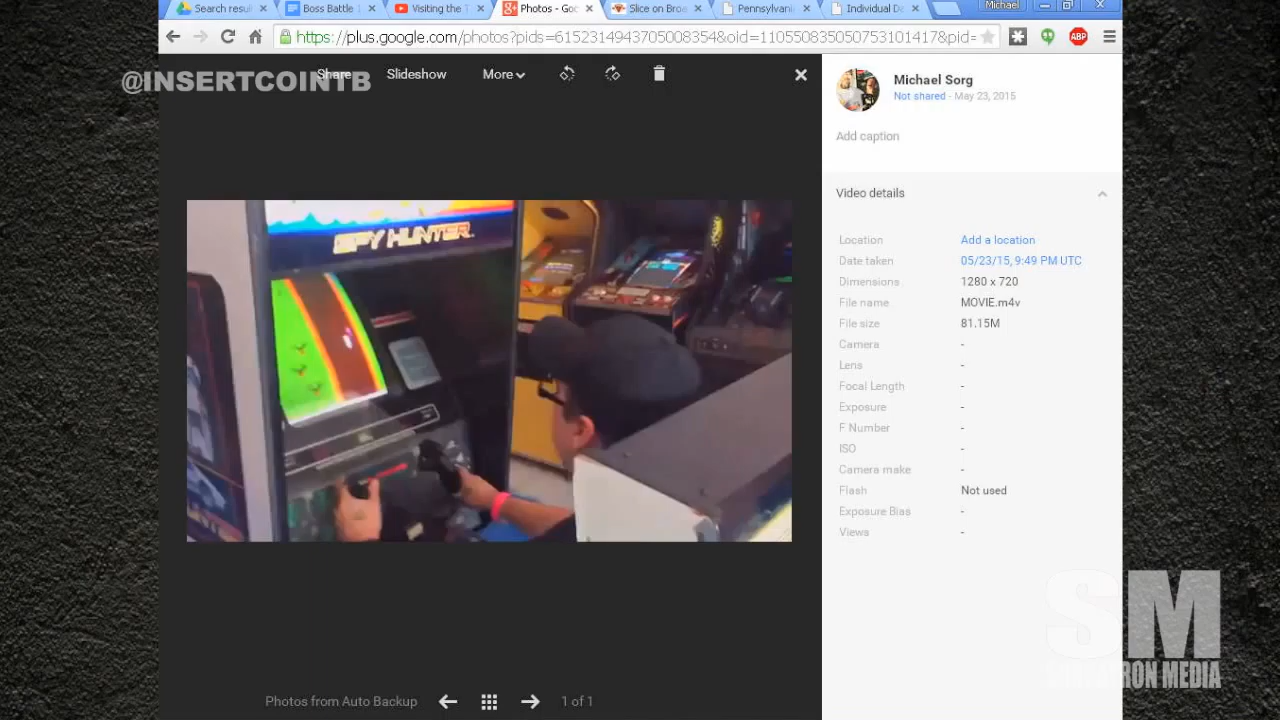 Search resul
Boss Battle
Visiting the T
Photos - Goo
Slice on Broa
Pennsylvani
Individual Da
Michael
https://plus.google.com/photos?pids=6152314943705008354&oid=110550835050753101417&pid=
ABP
@INSERTCOINTB
Share
Slideshow
More
Michael Sorg
Not shared - May 23, 2015
Add caption
Video details
Location Add a location
Date taken 05/23/15, 9:49 PM UTC
Dimensions 1280 x 720
File name MOVIE.m4v
File size 81.15M
Camera -
Lens -
Focal Length -
Exposure -
F Number -
ISO -
Camera make -
Flash Not used
Exposure Bias -
Views -
SPY HUNTER
SM
MEDIA
Photos from Auto Backup
1 of 1